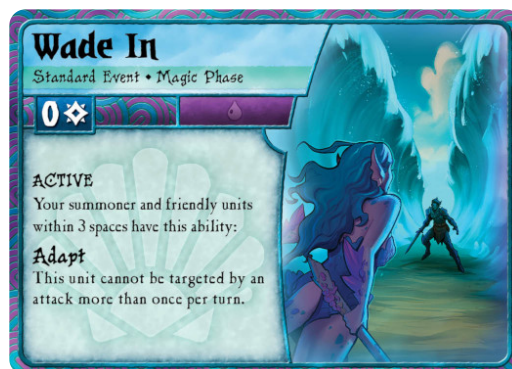 Wade In
Standard Event • Magic Phase
0
ACTIVE
Your summoner and friendly units
within 3 spaces have this ability:
Adapt
This unit cannot be targeted by an
attack more than once per turn.